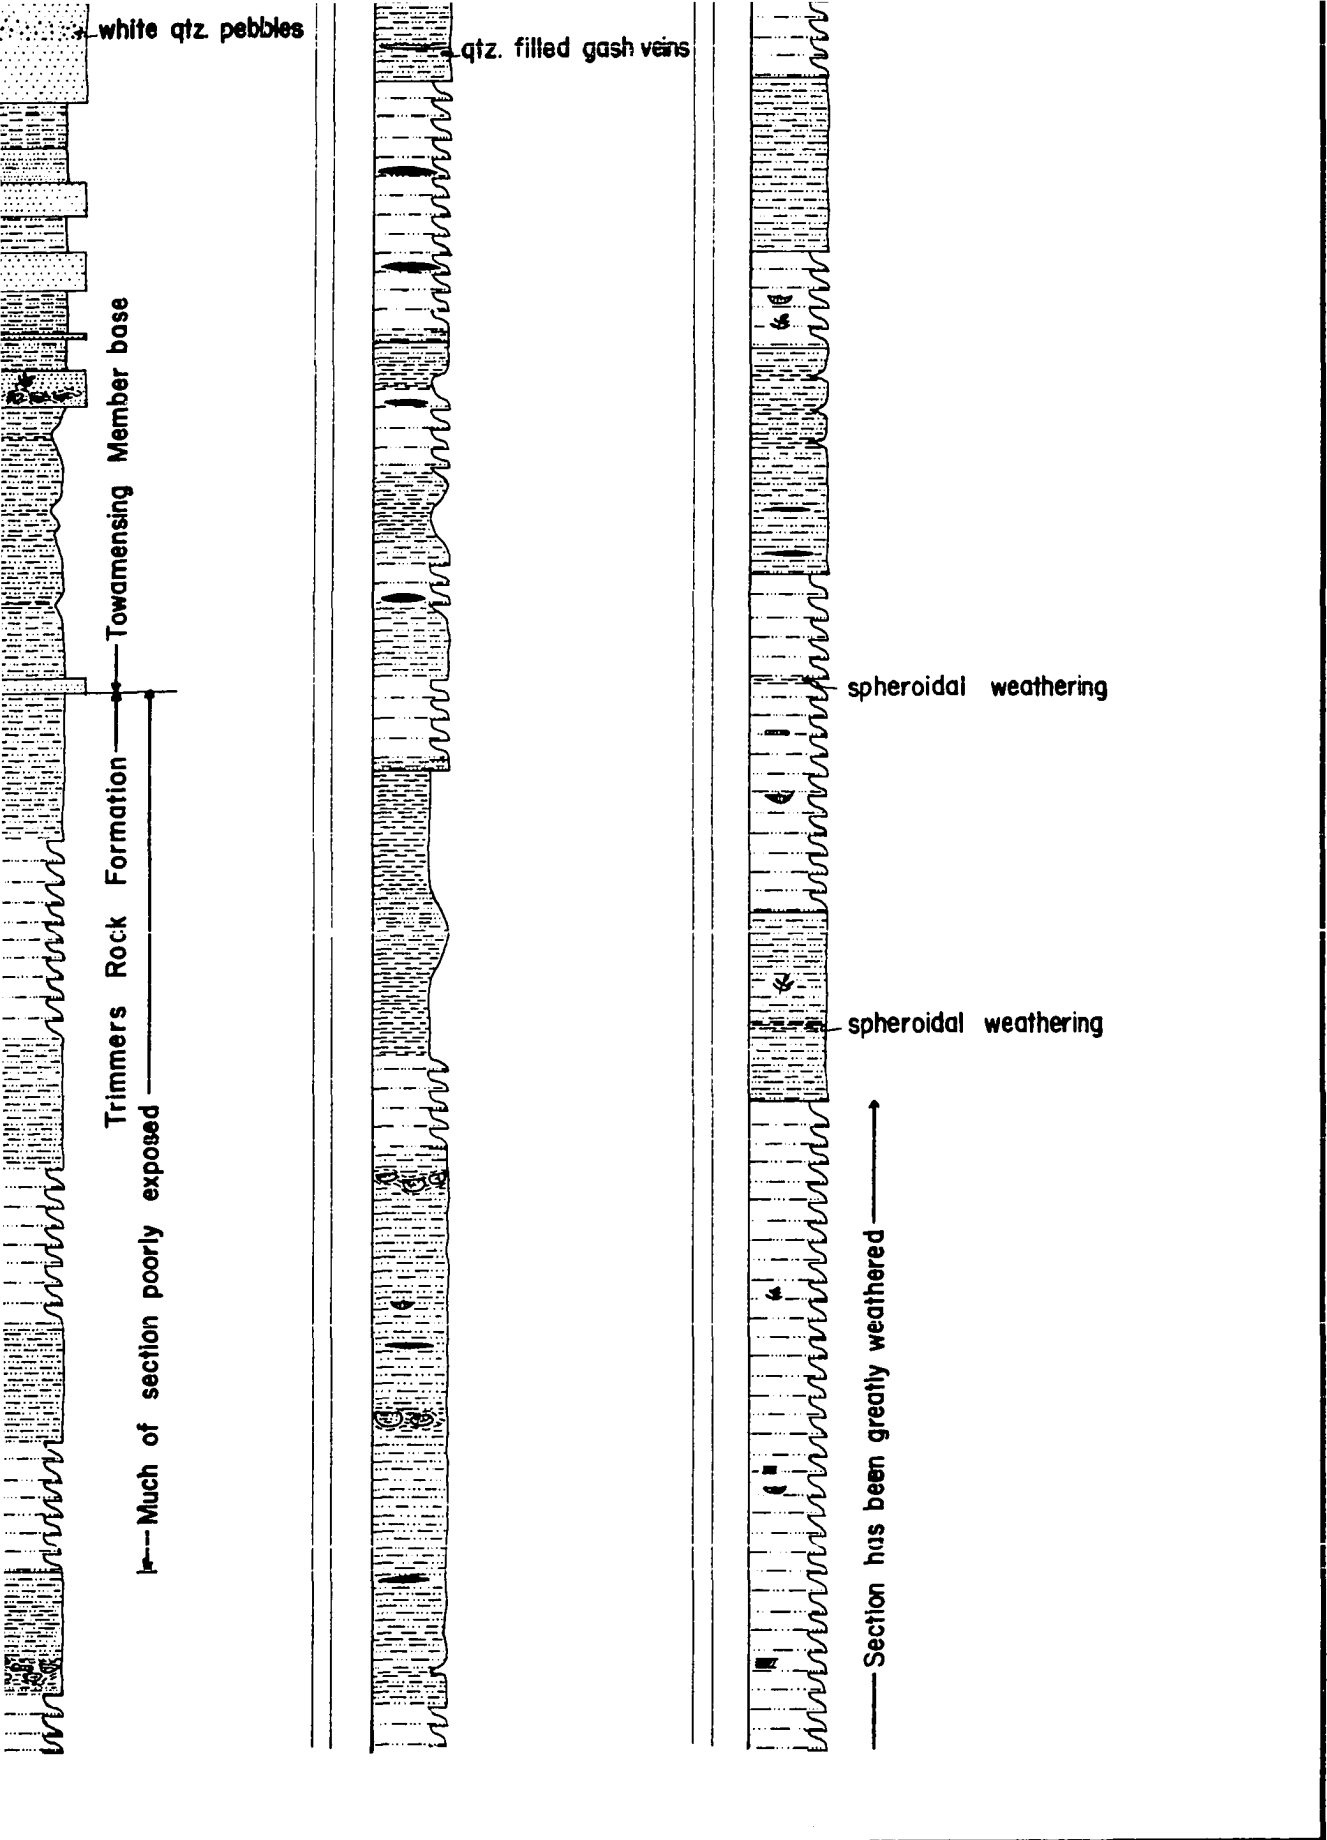 white qtz. pebbles
Towamensing Member base
Trimmers Rock Formation
Much of section poorly exposed
qtz. filled gash veins
spheroidal weathering
spheroidal weathering
Section has been greatly weathered